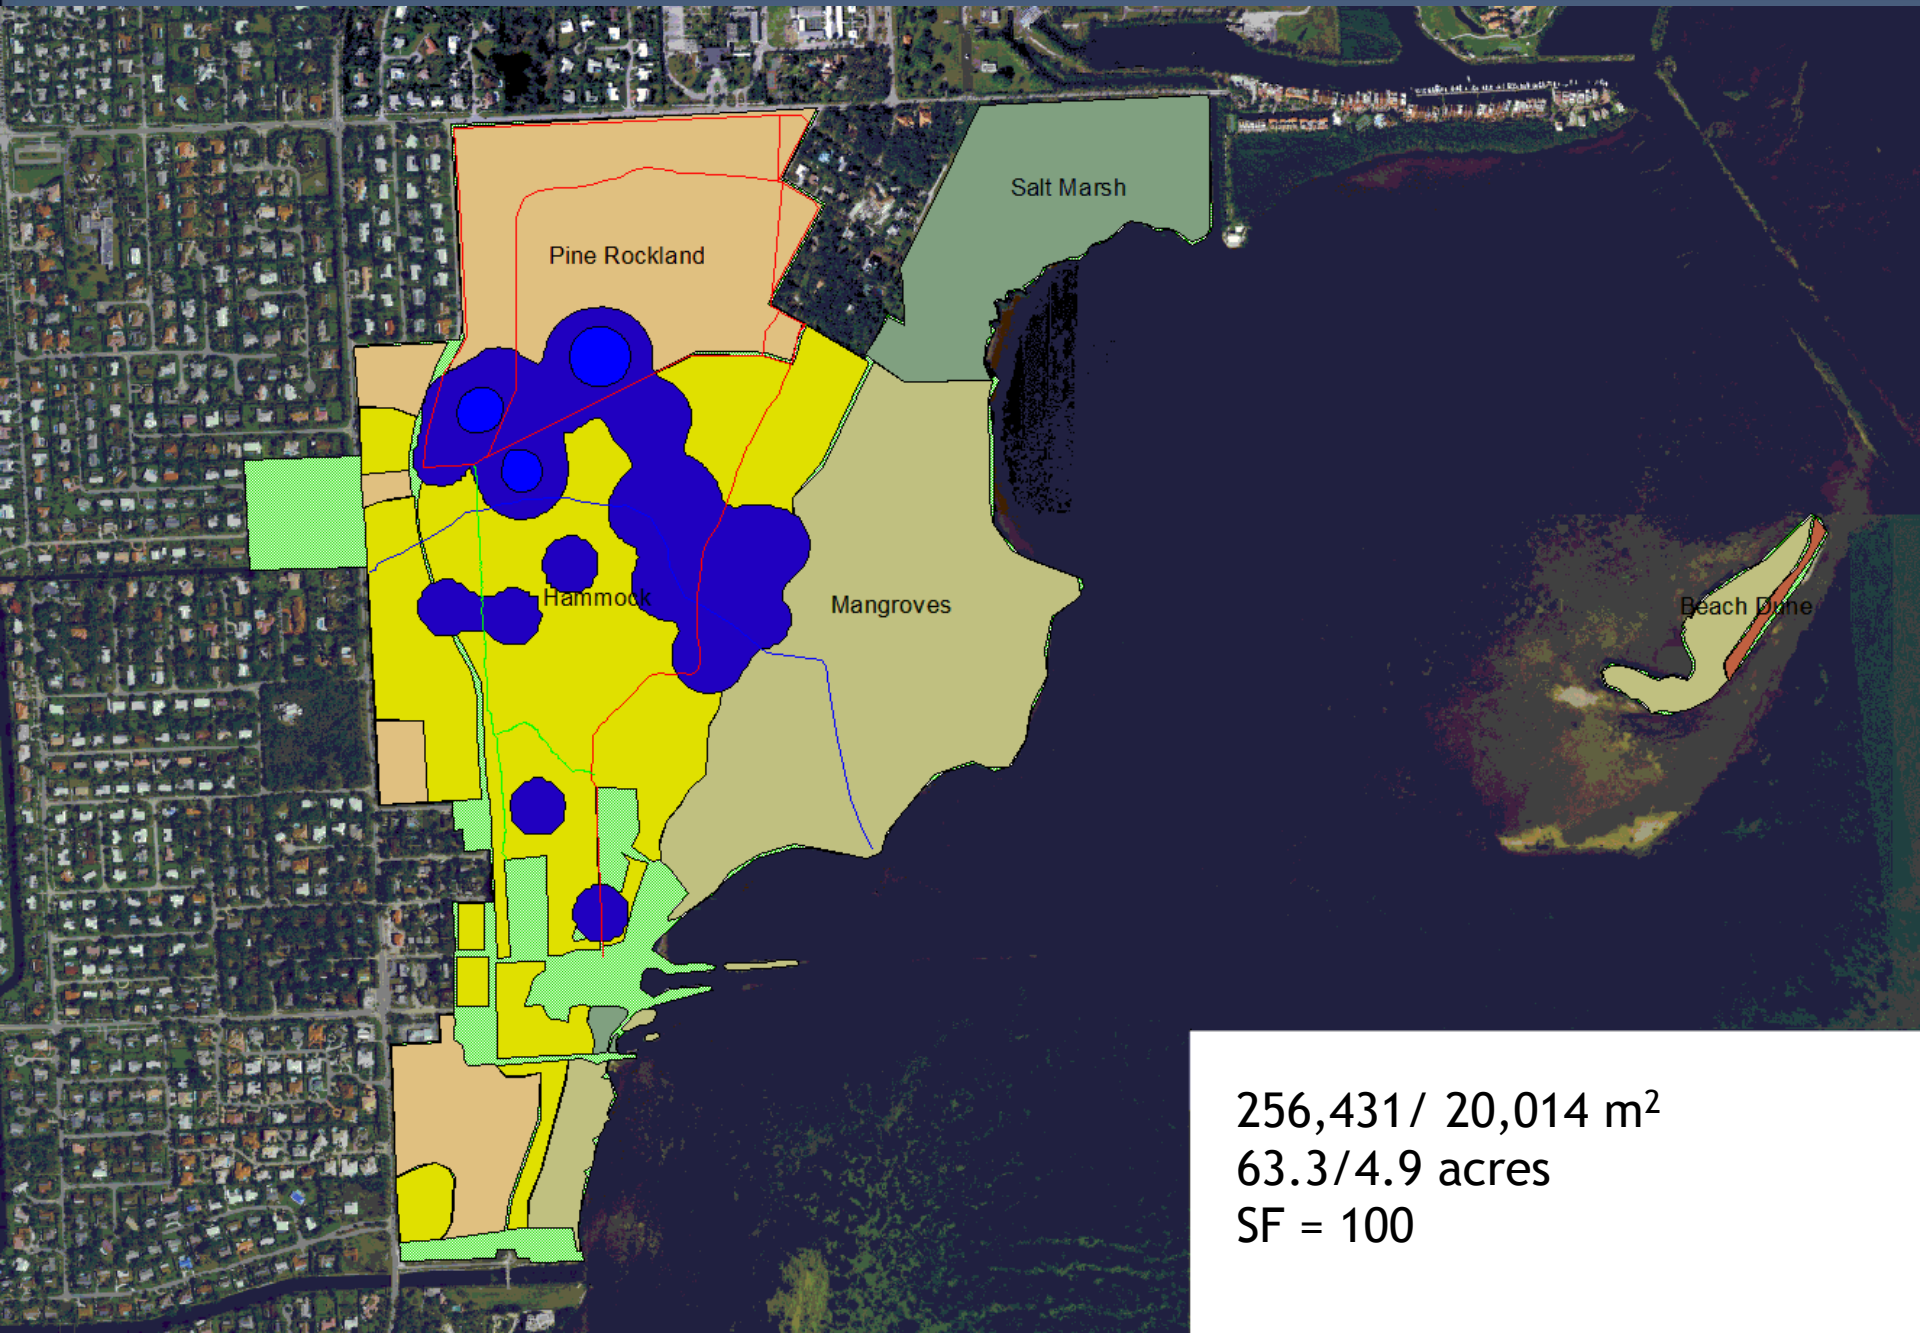 Salt Marsh
Pine Rockland
Hammock
Mangroves
Beach Dune
256,431/ 20,014 m²
63.3/4.9 acres
SF = 100